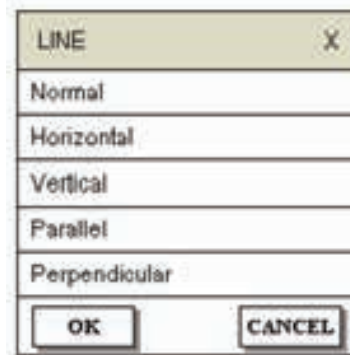 LINE X
Normal
Horizontal
Vertical
Parallel
Perpendicular
OK CANCEL